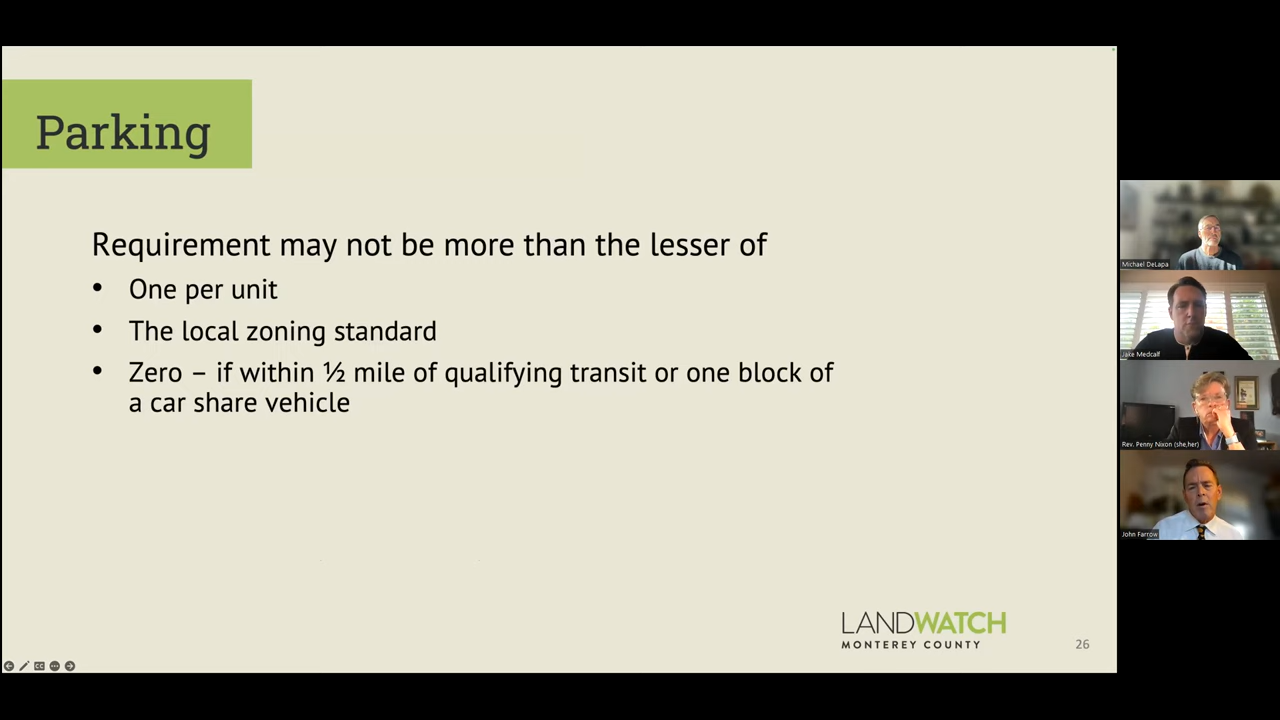 Parking
Requirement may not be more than the lesser of
• One per unit
• The local zoning standard
• Zero – if within ½ mile of qualifying transit or one block of
a car share vehicle
LANDWATCH
MONTEREY COUNTY
26
Michael DeLapa
Jake Medcalf
Rev. Penny Nixon (she,her)
John Farrow